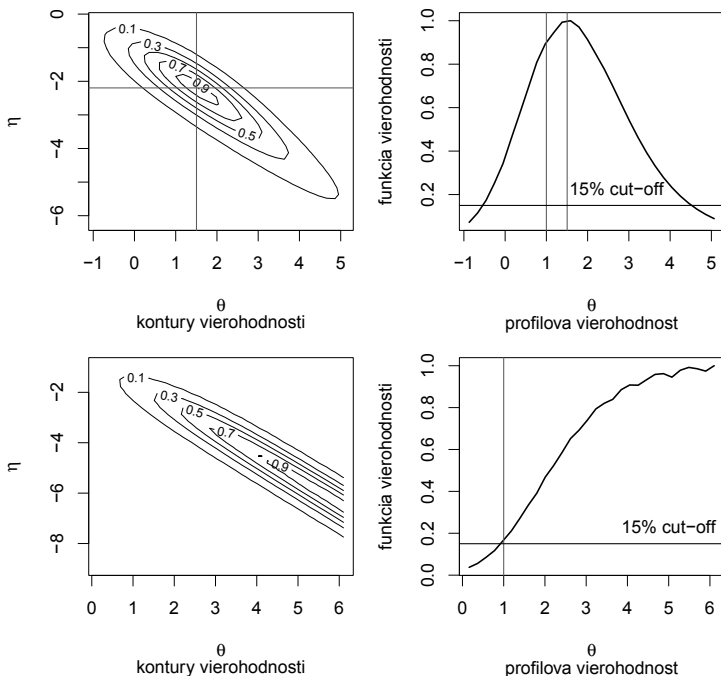 0.1
0.3
0.7
0.9
0.5
0
−2
−4
−6
η
−1 0 1 2 3 4 5
θ
kontury vierohodnosti
15% cut−off
0.2 0.4 0.6 0.8 1.0
funkcia vierohodnosti
−1 0 1 2 3 4 5
θ
profilova vierohodnost
0.1
0.3
0.5
0.7
0.9
−2
−4
−6
−8
η
0 1 2 3 4 5 6
θ
kontury vierohodnosti
15% cut−off
0.0 0.2 0.4 0.6 0.8 1.0
funkcia vierohodnosti
0 1 2 3 4 5 6
θ
profilova vierohodnost